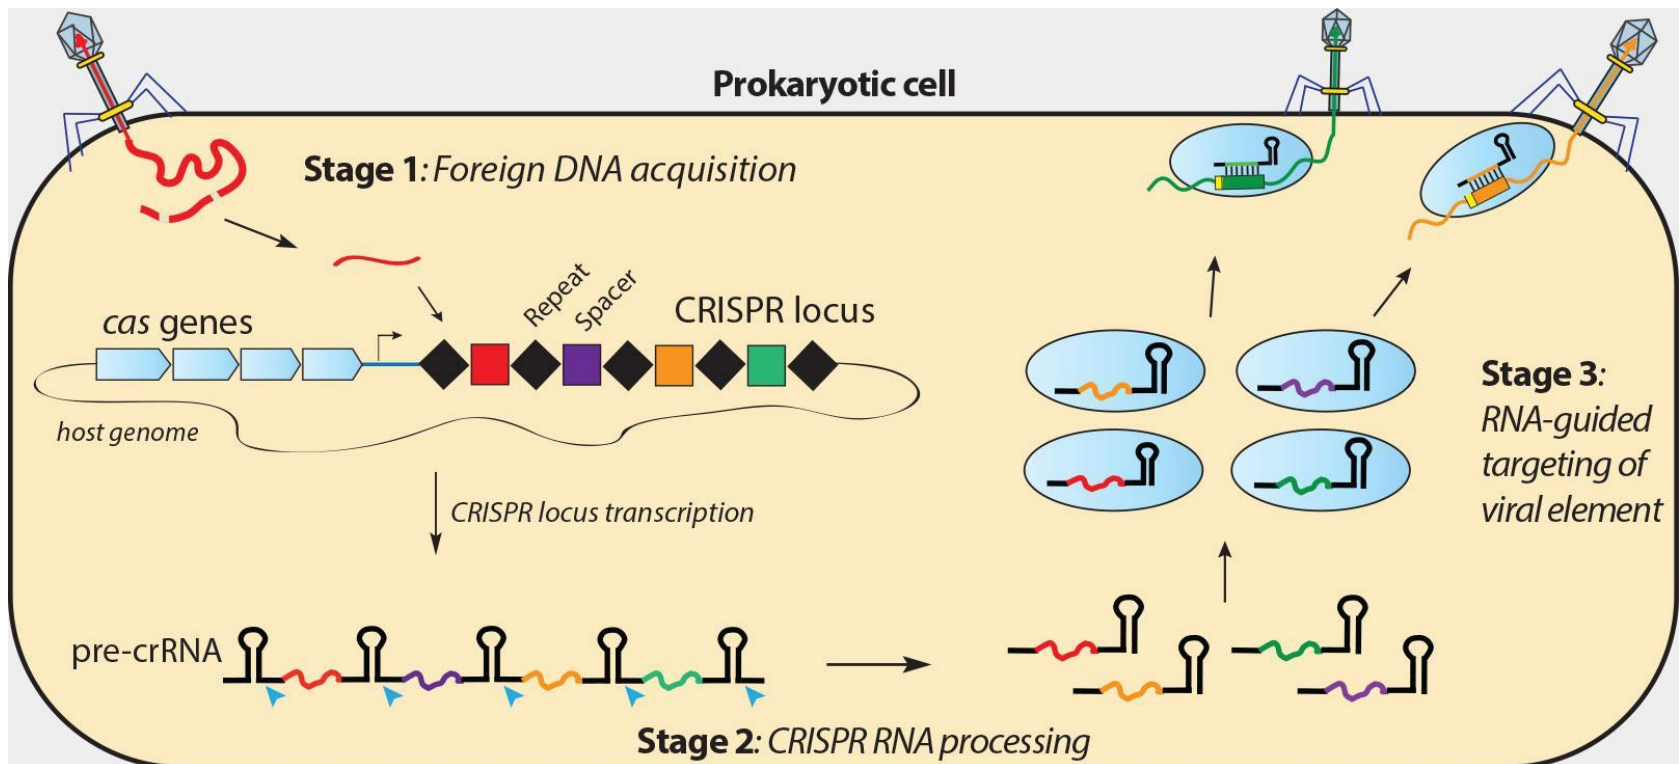 Prokaryotic cell
Stage 1: Foreign DNA acquisition
Repeat
Spacer
CRISPR locus
cas genes
host genome
CRISPR locus transcription
pre-crRNA
Stage 2: CRISPR RNA processing
Stage 3:
RNA-guided
targeting of
viral element